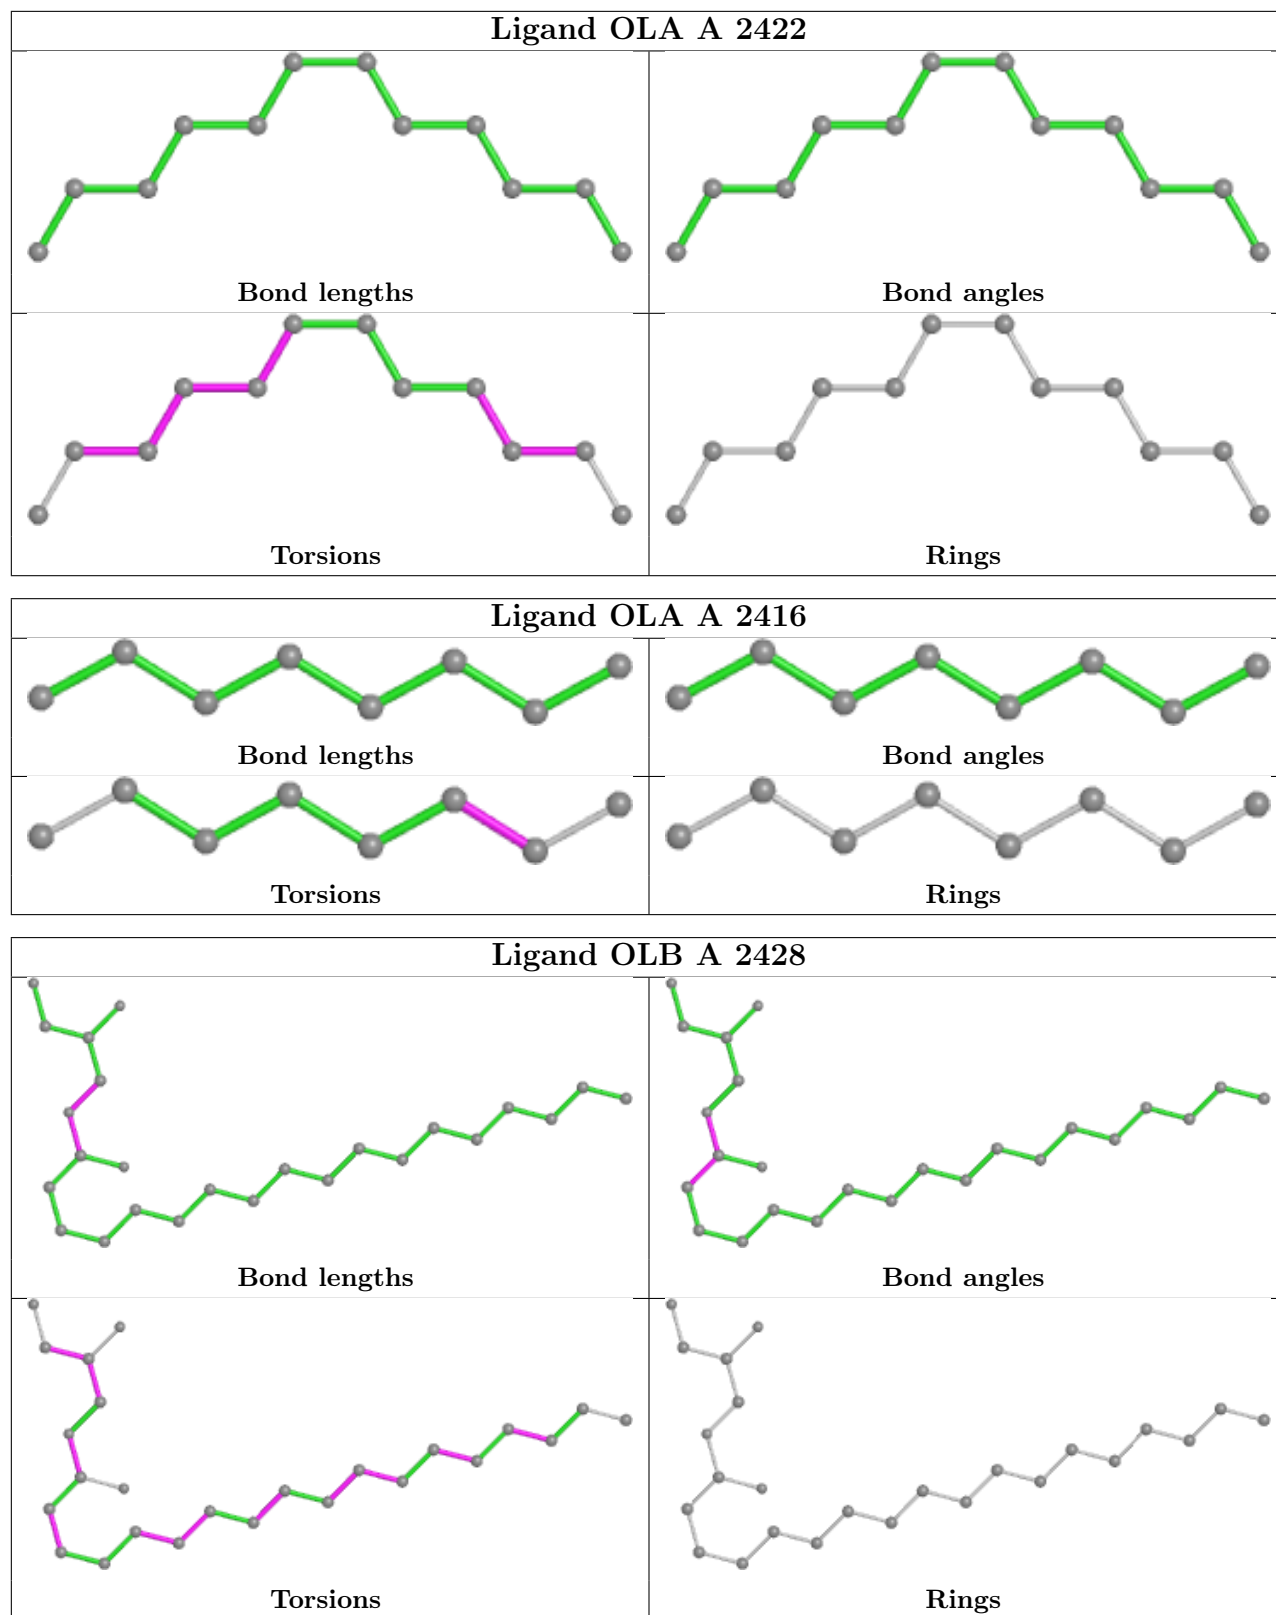 Ligand OLA A 2422
Bond lengths
Bond angles
Torsions
Rings
Ligand OLA A 2416
Bond lengths
Bond angles
Torsions
Rings
Ligand OLB A 2428
Bond lengths
Bond angles
Torsions
Rings